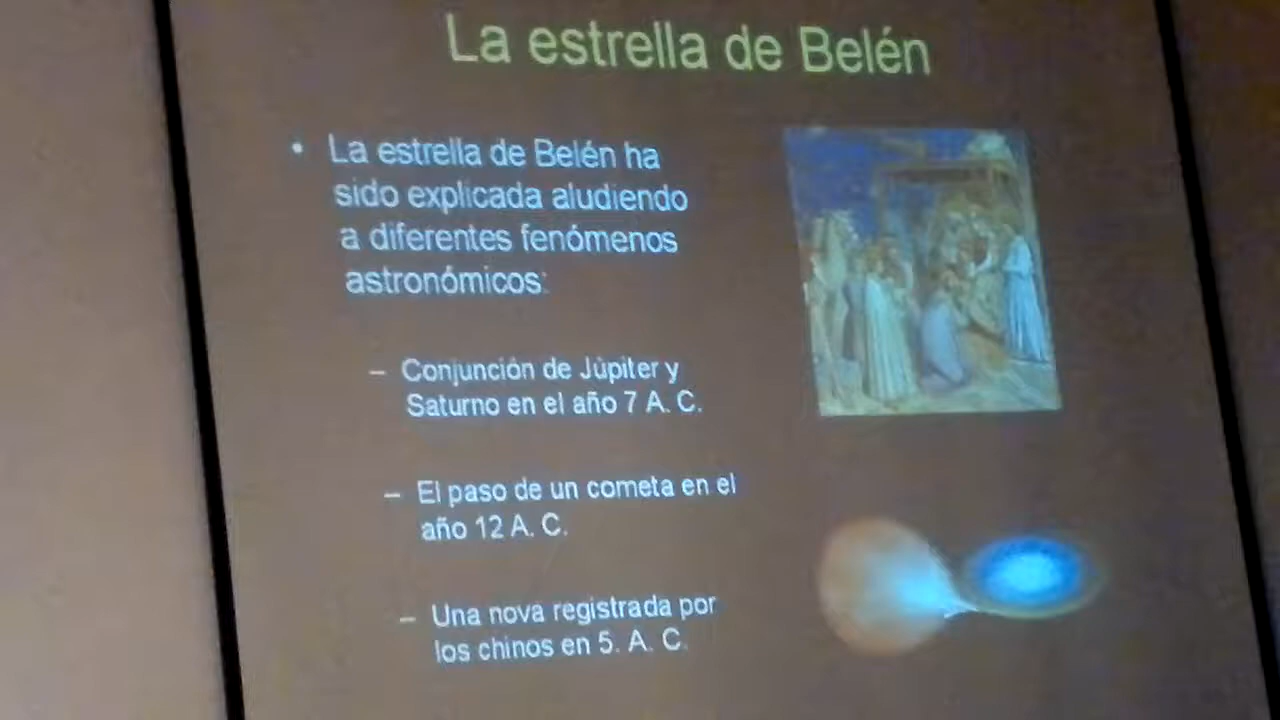 La estrella de Belén
• La estrella de Belén ha
sido explicada aludiendo
a diferentes fenómenos
astronómicos:
– Conjunción de Júpiter y
Saturno en el año 7 A. C.
– El paso de un cometa en el
año 12 A. C.
– Una nova registrada por
los chinos en 5. A. C.